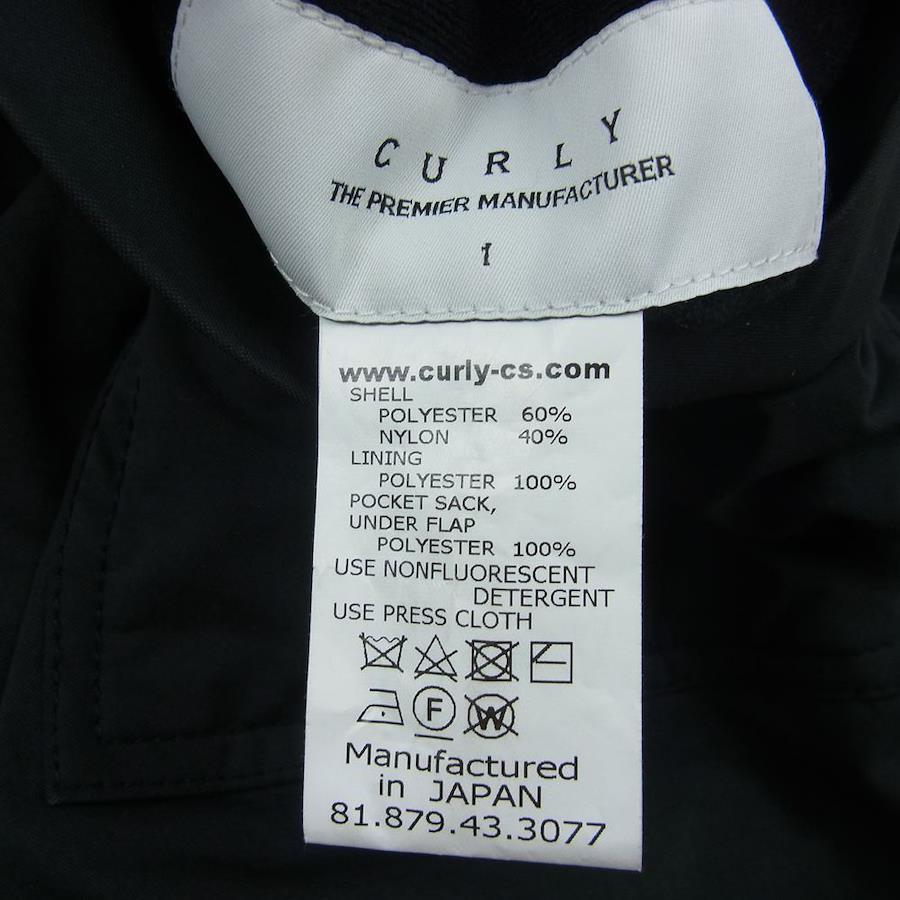 CURLY
THE PREMIER MANUFACTURER
1
www.curly-cs.com
SHELL
POLYESTER 60%
NYLON 40%
LINING
POLYESTER 100%
POCKET SACK,
UNDER FLAP
POLYESTER 100%
USE NONFLUORESCENT
DETERGENT
USE PRESS CLOTH
F W
Manufactured
in JAPAN
81.879.43.3077